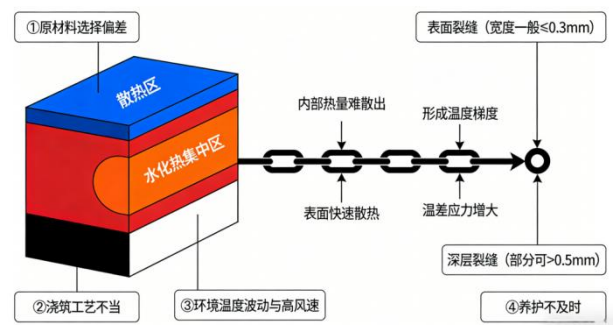 ①原材料选择偏差
表面裂缝（宽度一般≤0.3mm）
散热区
水化热集中区
内部热量难散出
形成温度梯度
表面快速散热
温差应力增大
深层裂缝（部分可>0.5mm）
②浇筑工艺不当
③环境温度波动与高风速
④养护不及时